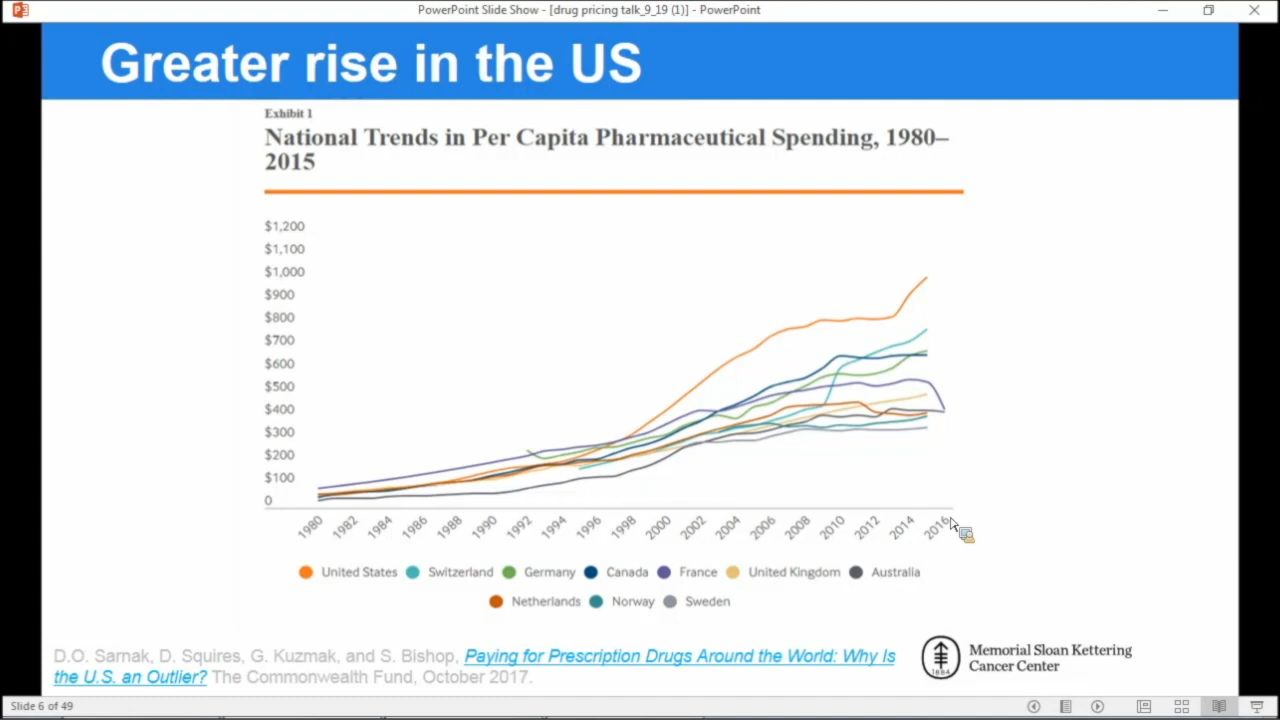 PowerPoint Slide Show - [drug pricing talk_9_19 (1)] - PowerPoint
Greater rise in the US
Exhibit 1
National Trends in Per Capita Pharmaceutical Spending, 1980–
2015
$1,200
$1,100
$1,000
$900
$800
$700
$600
$500
$400
$300
$200
$100
0
1980 1982 1984 1986 1988 1990 1992 1994 1996 1998 2000 2002 2004 2006 2008 2010 2012 2014 2016
United States Switzerland Germany Canada France United Kingdom Australia
Netherlands Norway Sweden
D.O. Sarnak, D. Squires, G. Kuzmak, and S. Bishop, Paying for Prescription Drugs Around the World: Why Is
the U.S. an Outlier? The Commonwealth Fund, October 2017.
1884
Memorial Sloan Kettering
Cancer Center
Slide 6 of 49